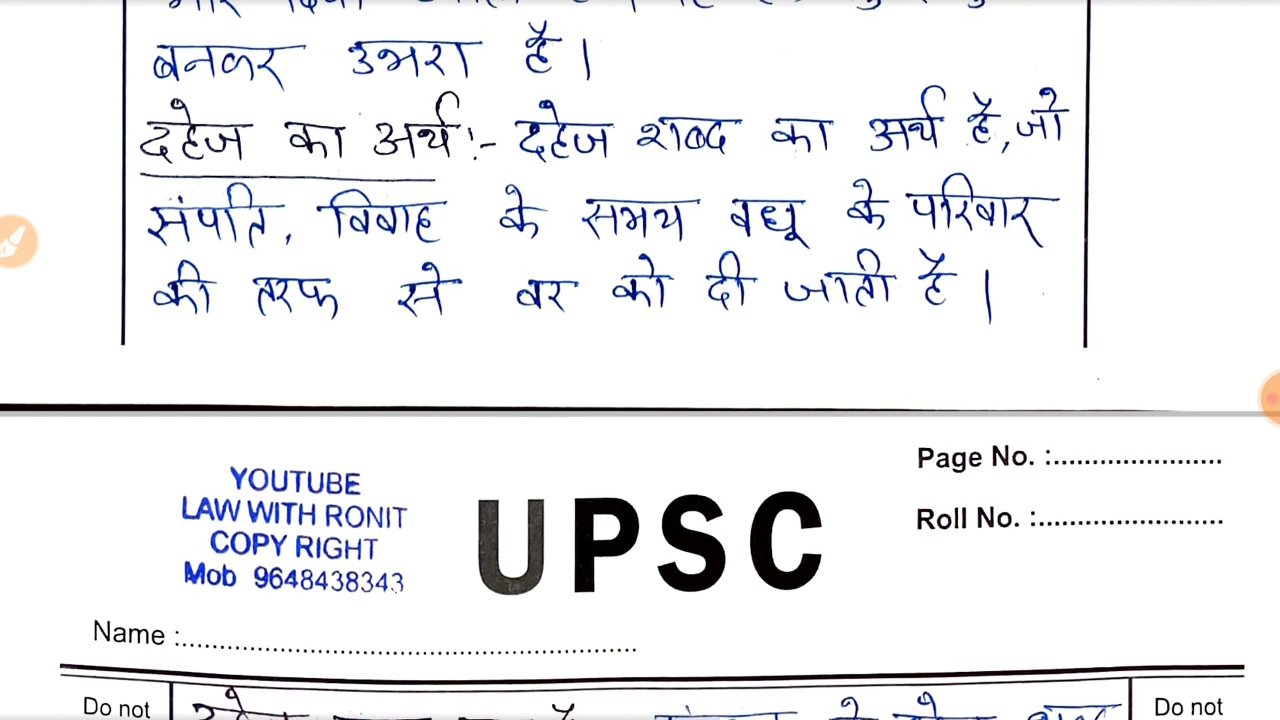 बनकर उभरा है।
दहेज का अर्थ:- दहेज शब्द का अर्थ है, जो
संपति, विवाह के समय वधू के परिवार
की तरफ से वर को दी जाती है।
Page No. :......................
YOUTUBE
LAW WITH RONIT
COPY RIGHT
Mob 9648438343
UPSC
Roll No. :.........................
Name :.............................................................
Do not
Do not